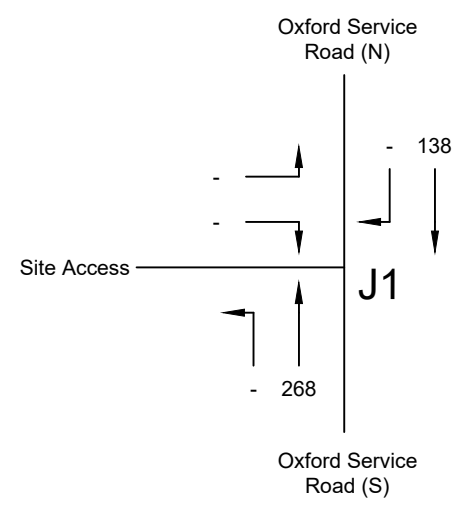 Oxford Service
Road (N)
- 138
-
-
Site Access
J1
- 268
Oxford Service
Road (S)